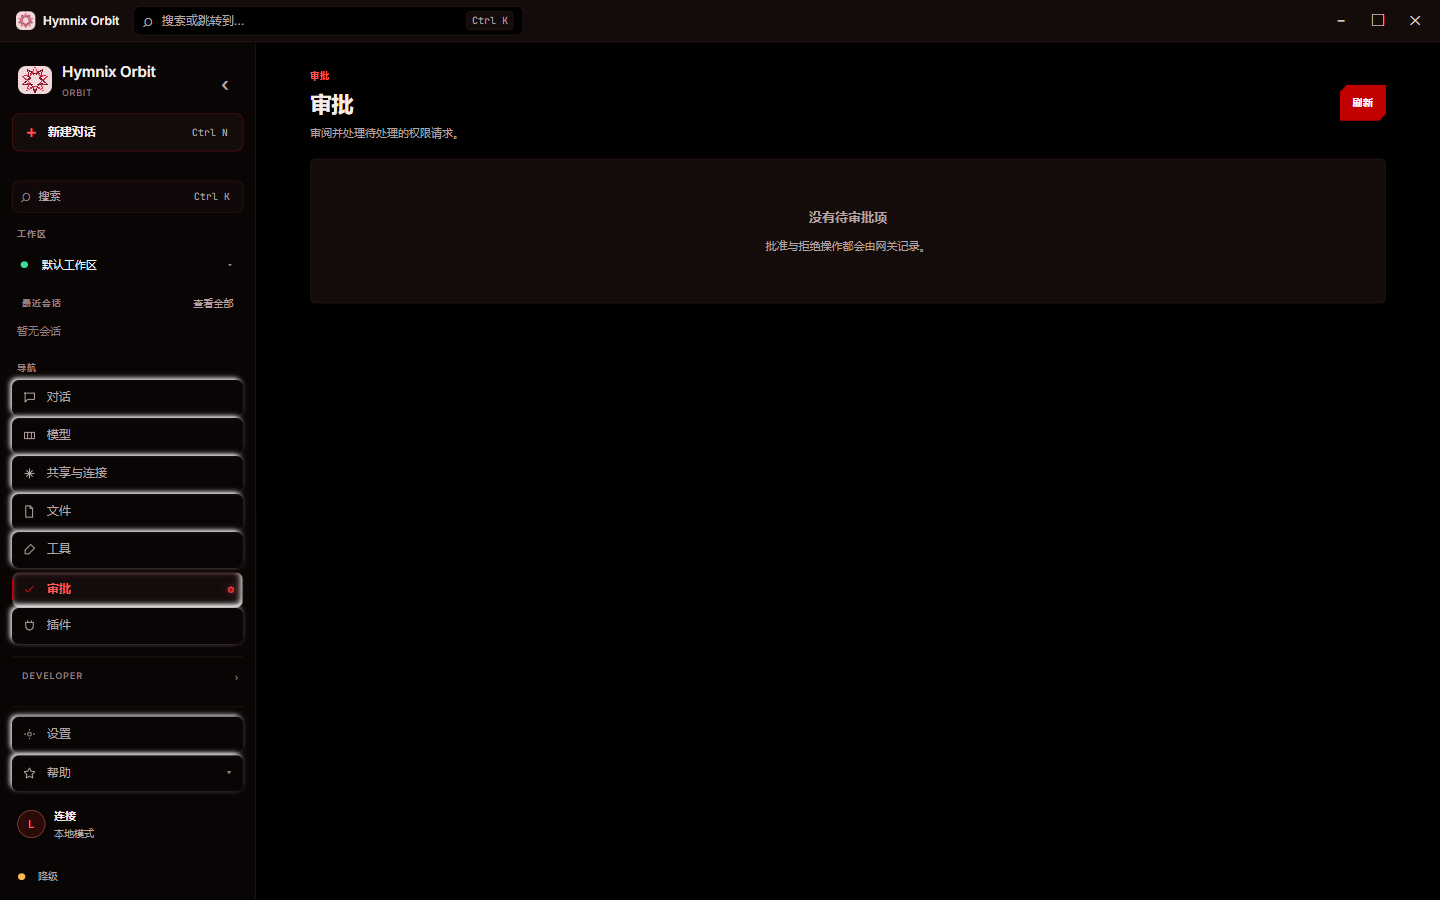 Hymnix Orbit
搜索或跳转到...
Ctrl K
Hymnix Orbit
ORBIT
新建对话
Ctrl N
搜索
Ctrl K
工作区
默认工作区
最近会话
查看全部
暂无会话
导航
对话
模型
共享与连接
文件
工具
审批
插件
DEVELOPER
设置
帮助
L
连接
本地模式
降级
审批
审批
审阅并处理待处理的权限请求。
刷新
没有待审批项
批准与拒绝操作都会由网关记录。